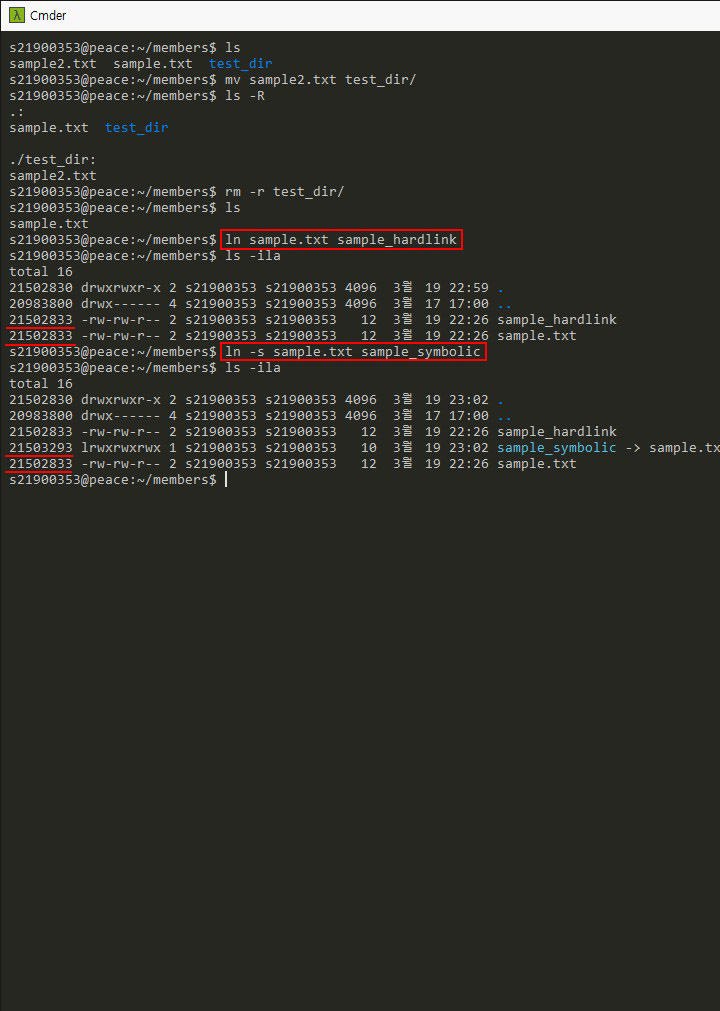 λ Cmder
s21900353@peace:~/members$ ls
sample2.txt  sample.txt  test_dir
s21900353@peace:~/members$ mv sample2.txt test_dir/
s21900353@peace:~/members$ ls -R
.:
sample.txt  test_dir
./test_dir:
sample2.txt
s21900353@peace:~/members$ rm -r test_dir/
s21900353@peace:~/members$ ls
sample.txt
s21900353@peace:~/members$ ln sample.txt sample_hardlink
s21900353@peace:~/members$ ls -ila
total 16
21502830 drwxrwxr-x 2 s21900353 s21900353 4096  3월  19 22:59 .
20983800 drwx------ 4 s21900353 s21900353 4096  3월  17 17:00 ..
21502833 -rw-rw-r-- 2 s21900353 s21900353   12  3월  19 22:26 sample_hardlink
21502833 -rw-rw-r-- 2 s21900353 s21900353   12  3월  19 22:26 sample.txt
s21900353@peace:~/members$ ln -s sample.txt sample_symbolic
s21900353@peace:~/members$ ls -ila
total 16
21502830 drwxrwxr-x 2 s21900353 s21900353 4096  3월  19 23:02 .
20983800 drwx------ 4 s21900353 s21900353 4096  3월  17 17:00 ..
21502833 -rw-rw-r-- 2 s21900353 s21900353   12  3월  19 22:26 sample_hardlink
21503293 lrwxrwxrwx 1 s21900353 s21900353   10  3월  19 23:02 sample_symbolic -> sample.tx
21502833 -rw-rw-r-- 2 s21900353 s21900353   12  3월  19 22:26 sample.txt
s21900353@peace:~/members$